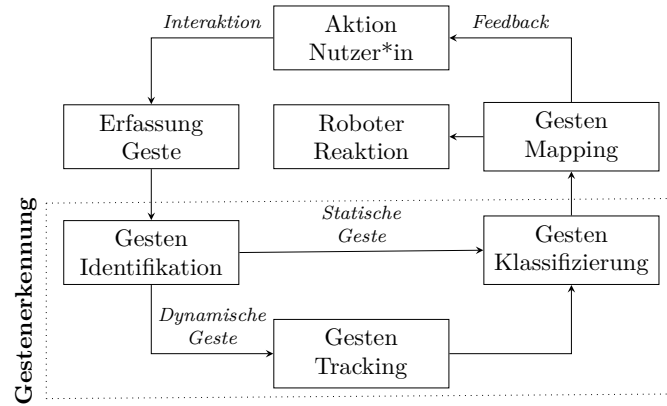 Interaktion
Aktion
Nutzer*in
Feedback
Erfassung
Geste
Roboter
Reaktion
Gesten
Mapping
Gestenerkennung
Gesten
Identifikation
Statische
Geste
Gesten
Klassifizierung
Dynamische
Geste
Gesten
Tracking